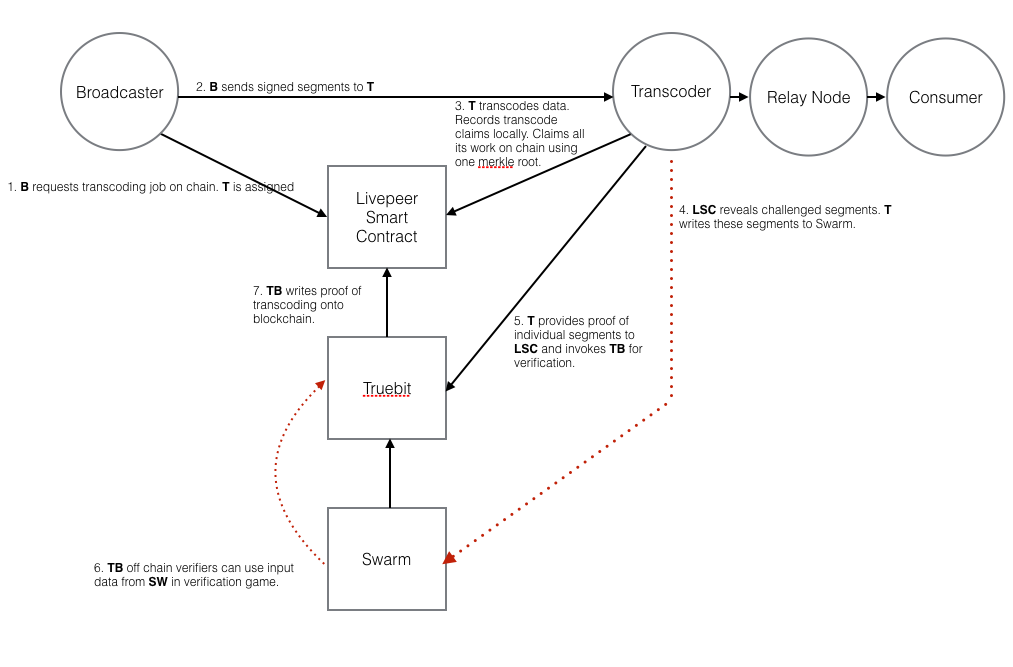 Broadcaster
2. B sends signed segments to T
Transcoder
Relay Node
Consumer
3. T transcodes data.
Records transcode
claims locally. Claims all
its work on chain using
one merkle root.
1. B requests transcoding job on chain. T is assigned
Livepeer
Smart
Contract
4. LSC reveals challenged segments. T
writes these segments to Swarm.
7. TB writes proof of
transcoding onto
blockchain.
5. T provides proof of
individual segments to
LSC and invokes TB for
verification.
Truebit
Swarm
6. TB off chain verifiers can use input
data from SW in verification game.